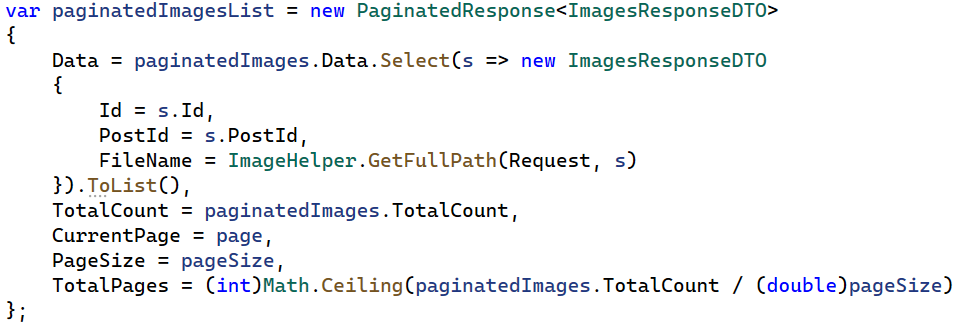 var paginatedImagesList = new PaginatedResponse<ImagesResponseDTO>
{
    Data = paginatedImages.Data.Select(s => new ImagesResponseDTO
    {
        Id = s.Id,
        PostId = s.PostId,
        FileName = ImageHelper.GetFullPath(Request, s)
    }).ToList(),
    TotalCount = paginatedImages.TotalCount,
    CurrentPage = page,
    PageSize = pageSize,
    TotalPages = (int)Math.Ceiling(paginatedImages.TotalCount / (double)pageSize)
};